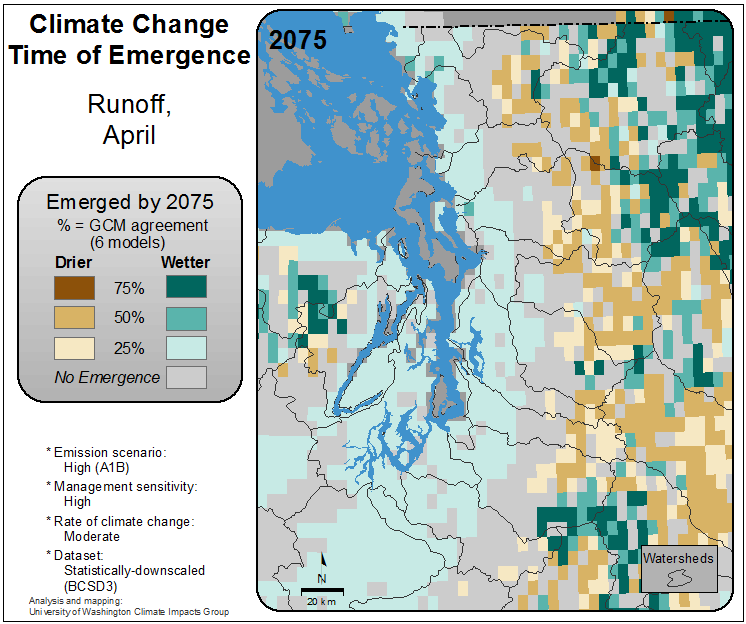 Climate Change
Time of Emergence
Runoff,
April
Emerged by 2075
% = GCM agreement
(6 models)
Drier Wetter
75%
50%
25%
No Emergence
* Emission scenario:
High (A1B)
* Management sensitivity:
High
* Rate of climate change:
Moderate
* Dataset:
Statistically-downscaled
(BCSD3)
Analysis and mapping:
University of Washington Climate Impacts Group
2075
N
20 km
Watersheds